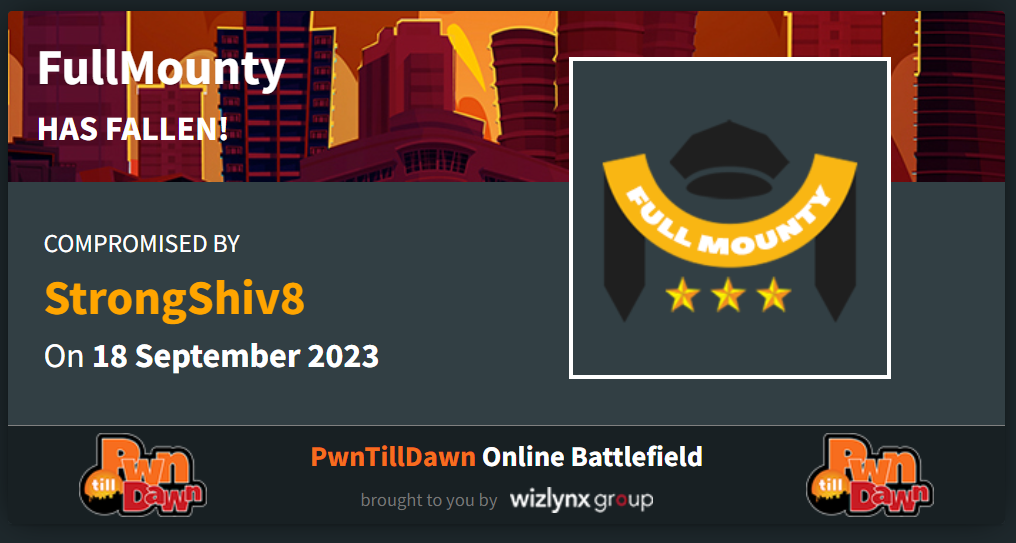 FullMounty
HAS FALLEN!
FULL MOUNTY
COMPROMISED BY
StrongShiv8
On 18 September 2023
Pwn
till
Dawn
PwnTillDawn Online Battlefield
brought to you by wizlynx group
Pwn
till
Dawn